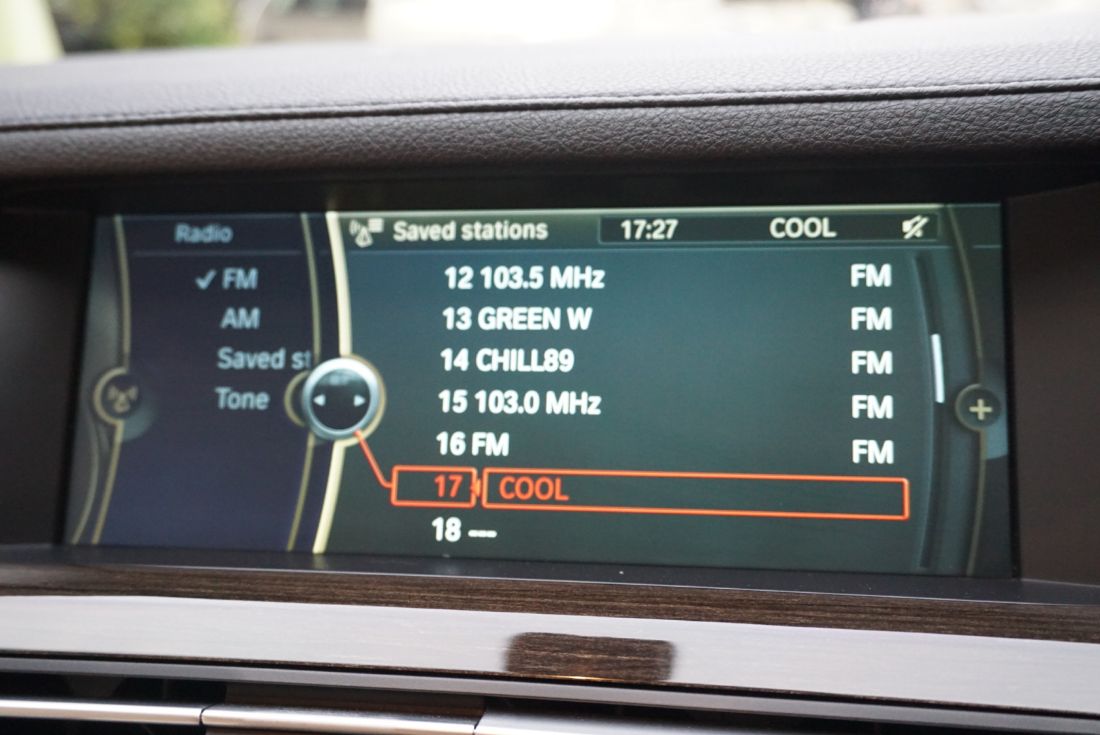 Radio
FM
AM
Saved st
Tone
Saved stations 17:27 COOL
12 103.5 MHz FM
13 GREEN W FM
14 CHILL89 FM
15 103.0 MHz FM
16 FM FM
17 COOL
18 ---